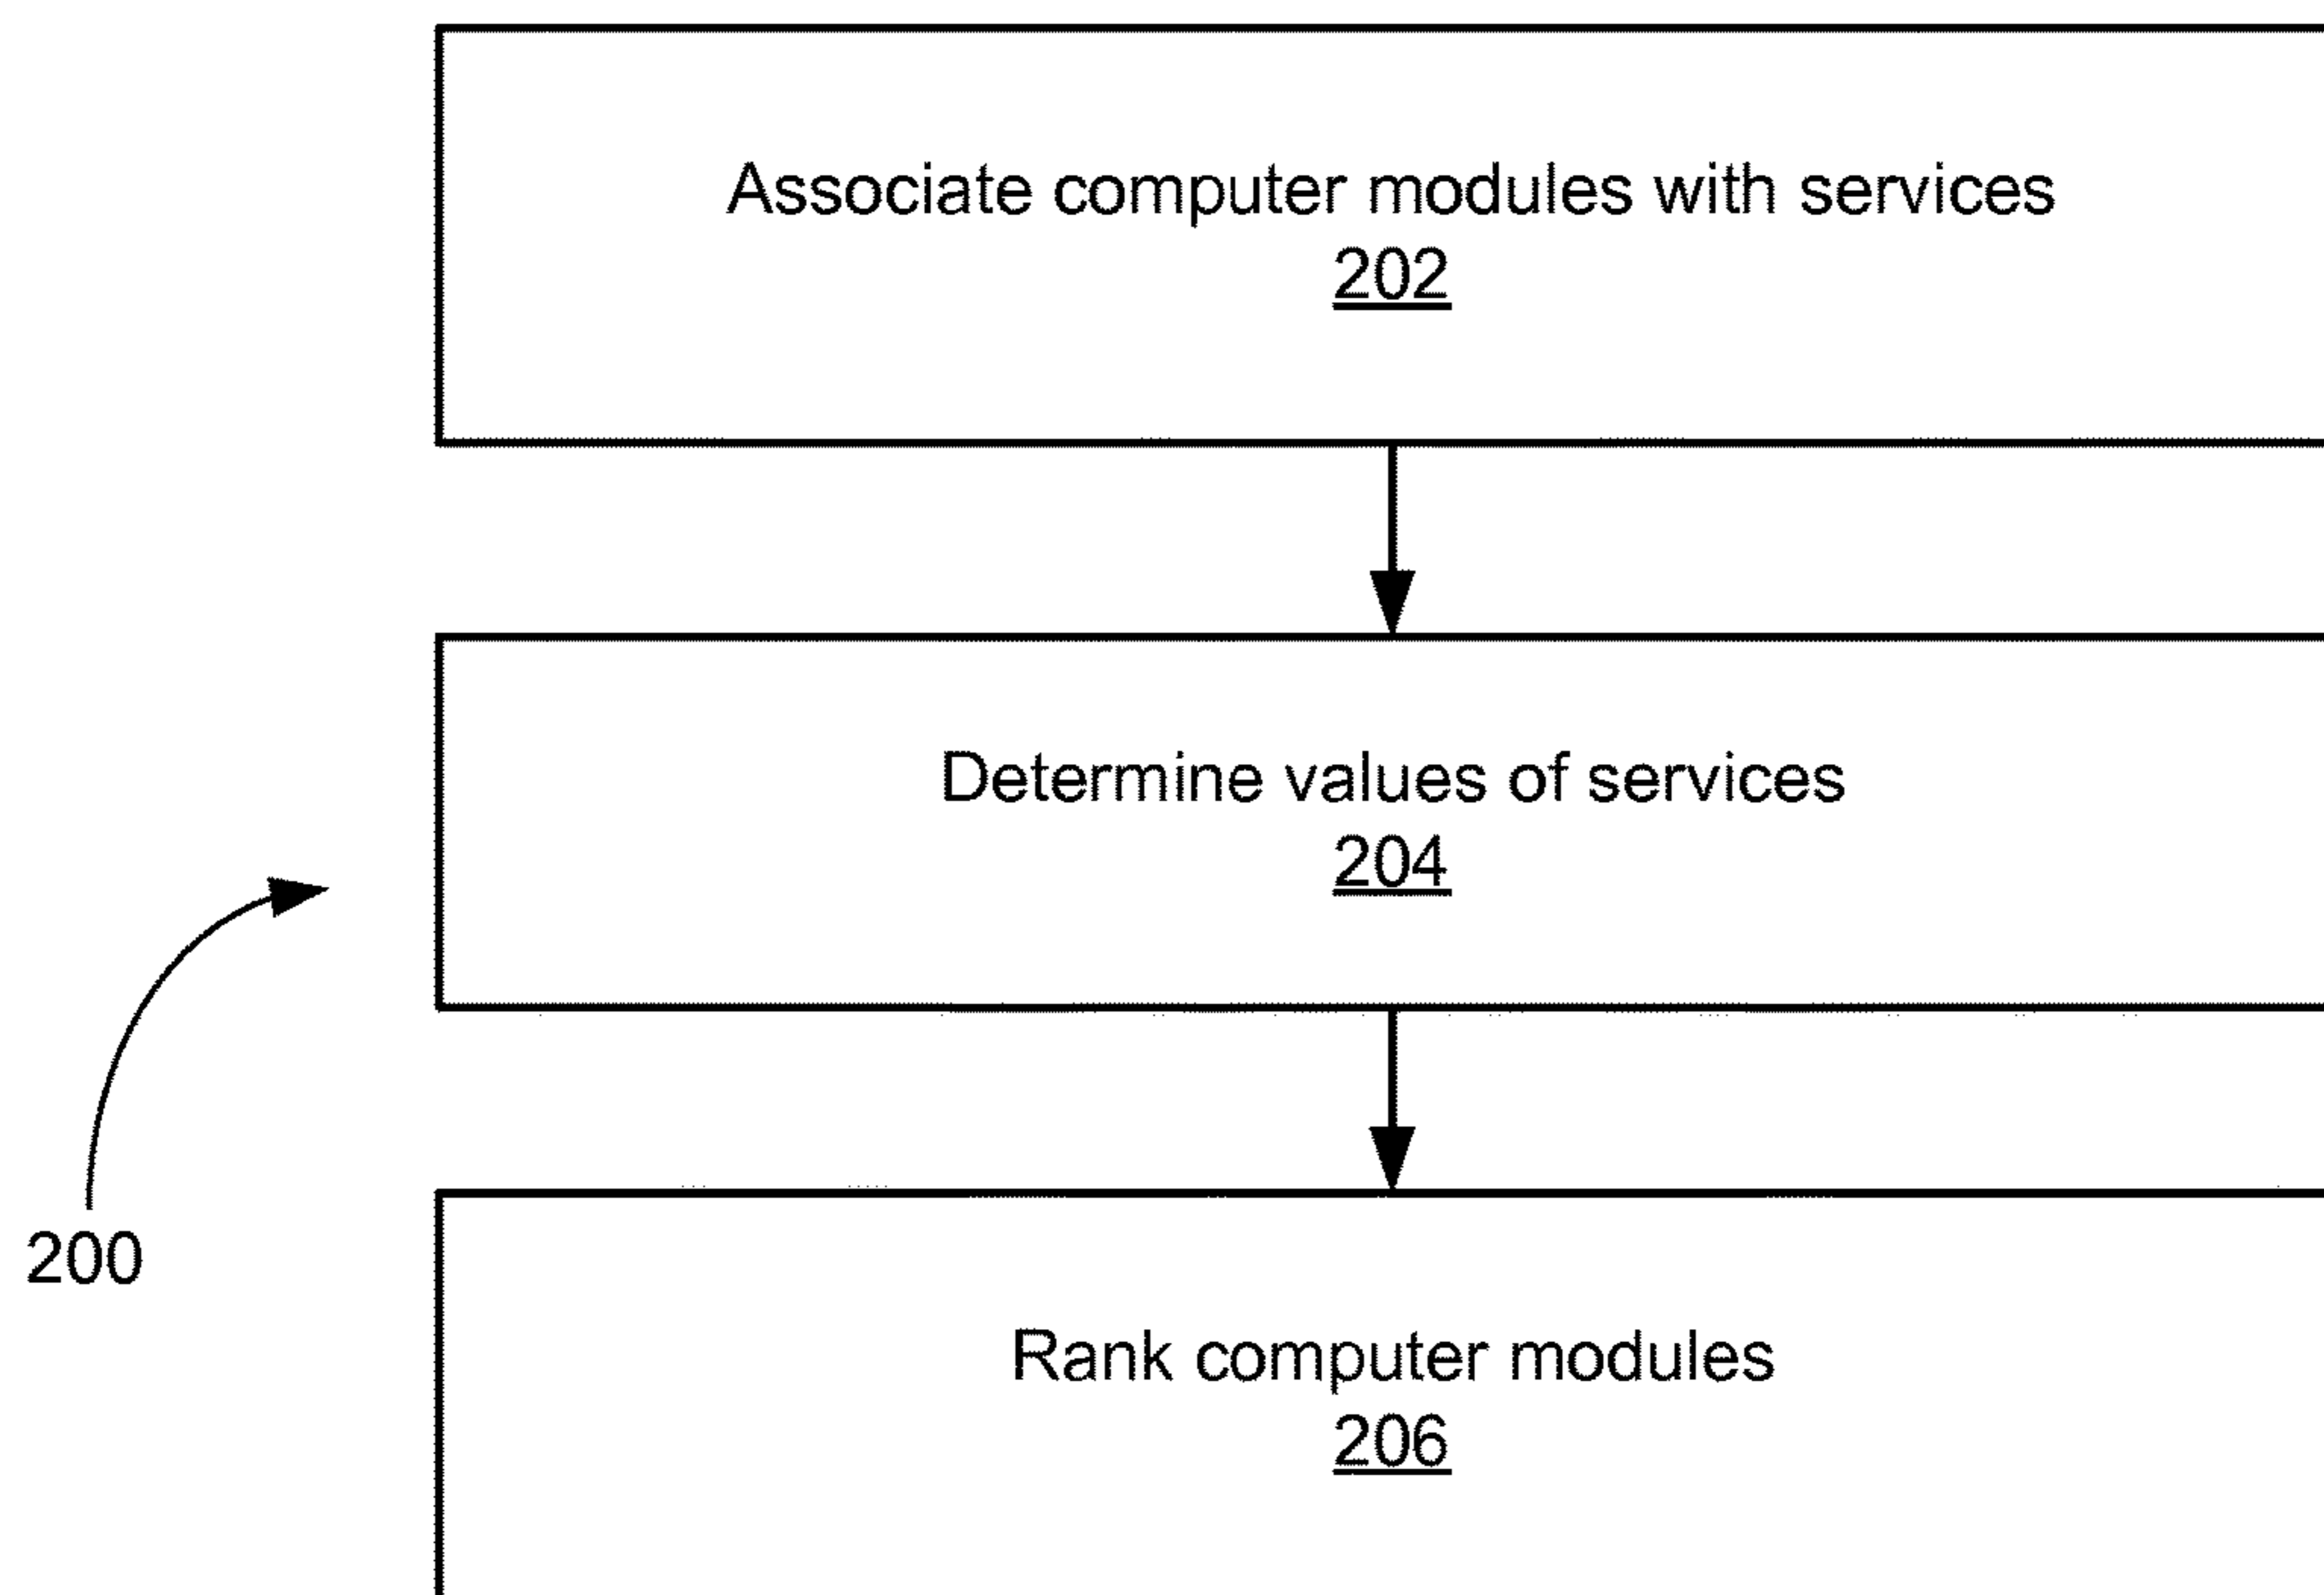 Associate computer modules with services
202
Determine values of services
204
200
Rank computer modules
206